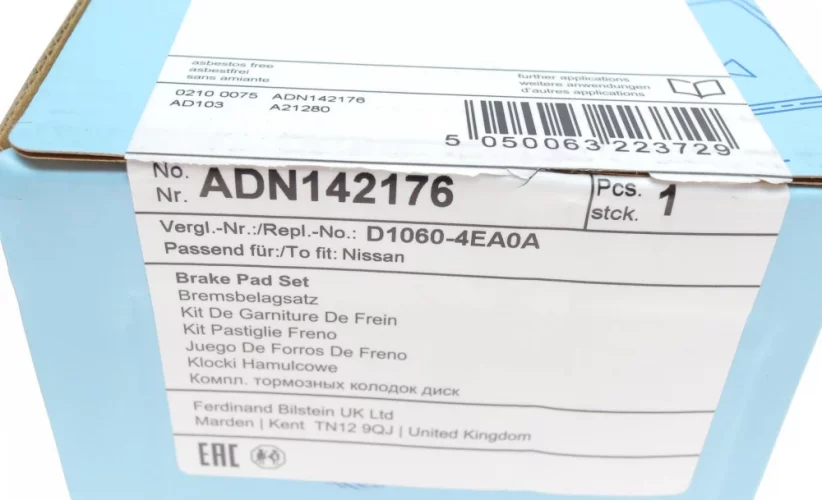 asbestos free
asbestfrei
sans amiante
further applications
weitere anwendungen
d'autres applications
0210 0075 ADN142176
AD103 A21280
5 050063 223729
No.
Nr. ADN142176
Pcs.
stck. 1
Vergl.-Nr.:/Repl.-No.: D1060-4EA0A
Passend für:/To fit: Nissan
Brake Pad Set
Bremsbelagsatz
Kit De Garniture De Frein
Kit Pastiglie Freno
Juego De Forros De Freno
Klocki Hamulcowe
Компл. тормозных колодок диск
Ferdinand Bilstein UK Ltd
Marden | Kent TN12 9QJ | United Kingdom
EAC